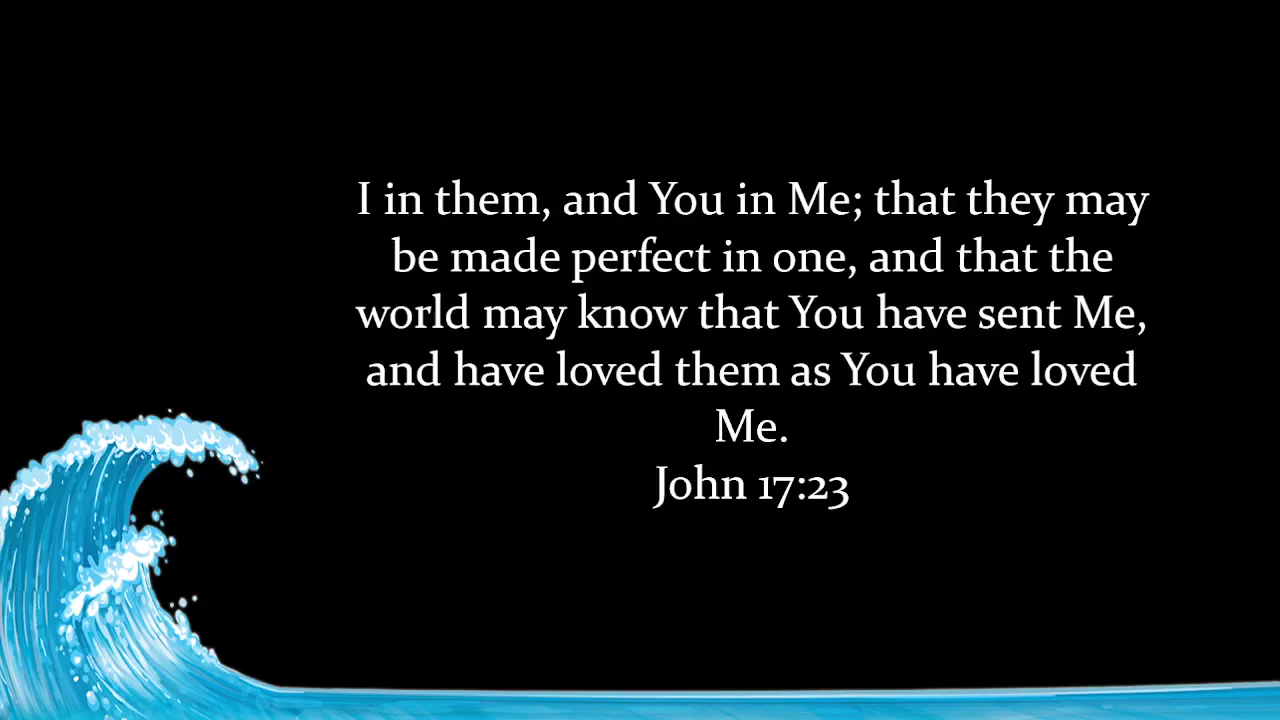 I in them, and You in Me; that they may
be made perfect in one, and that the
world may know that You have sent Me,
and have loved them as You have loved
Me.
John 17:23